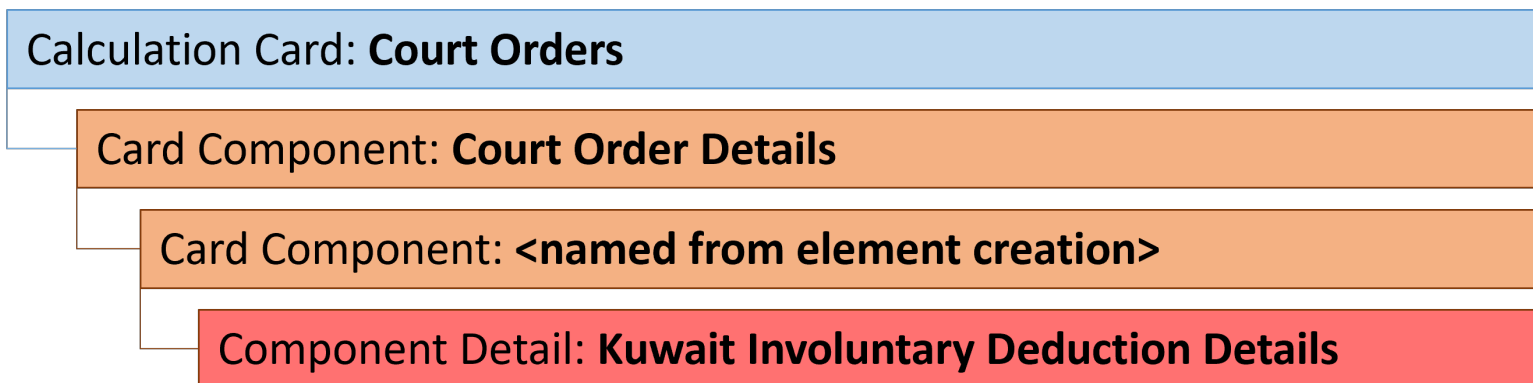 Calculation Card: Court Orders
Card Component: Court Order Details
Card Component: <named from element creation>
Component Detail: Kuwait Involuntary Deduction Details